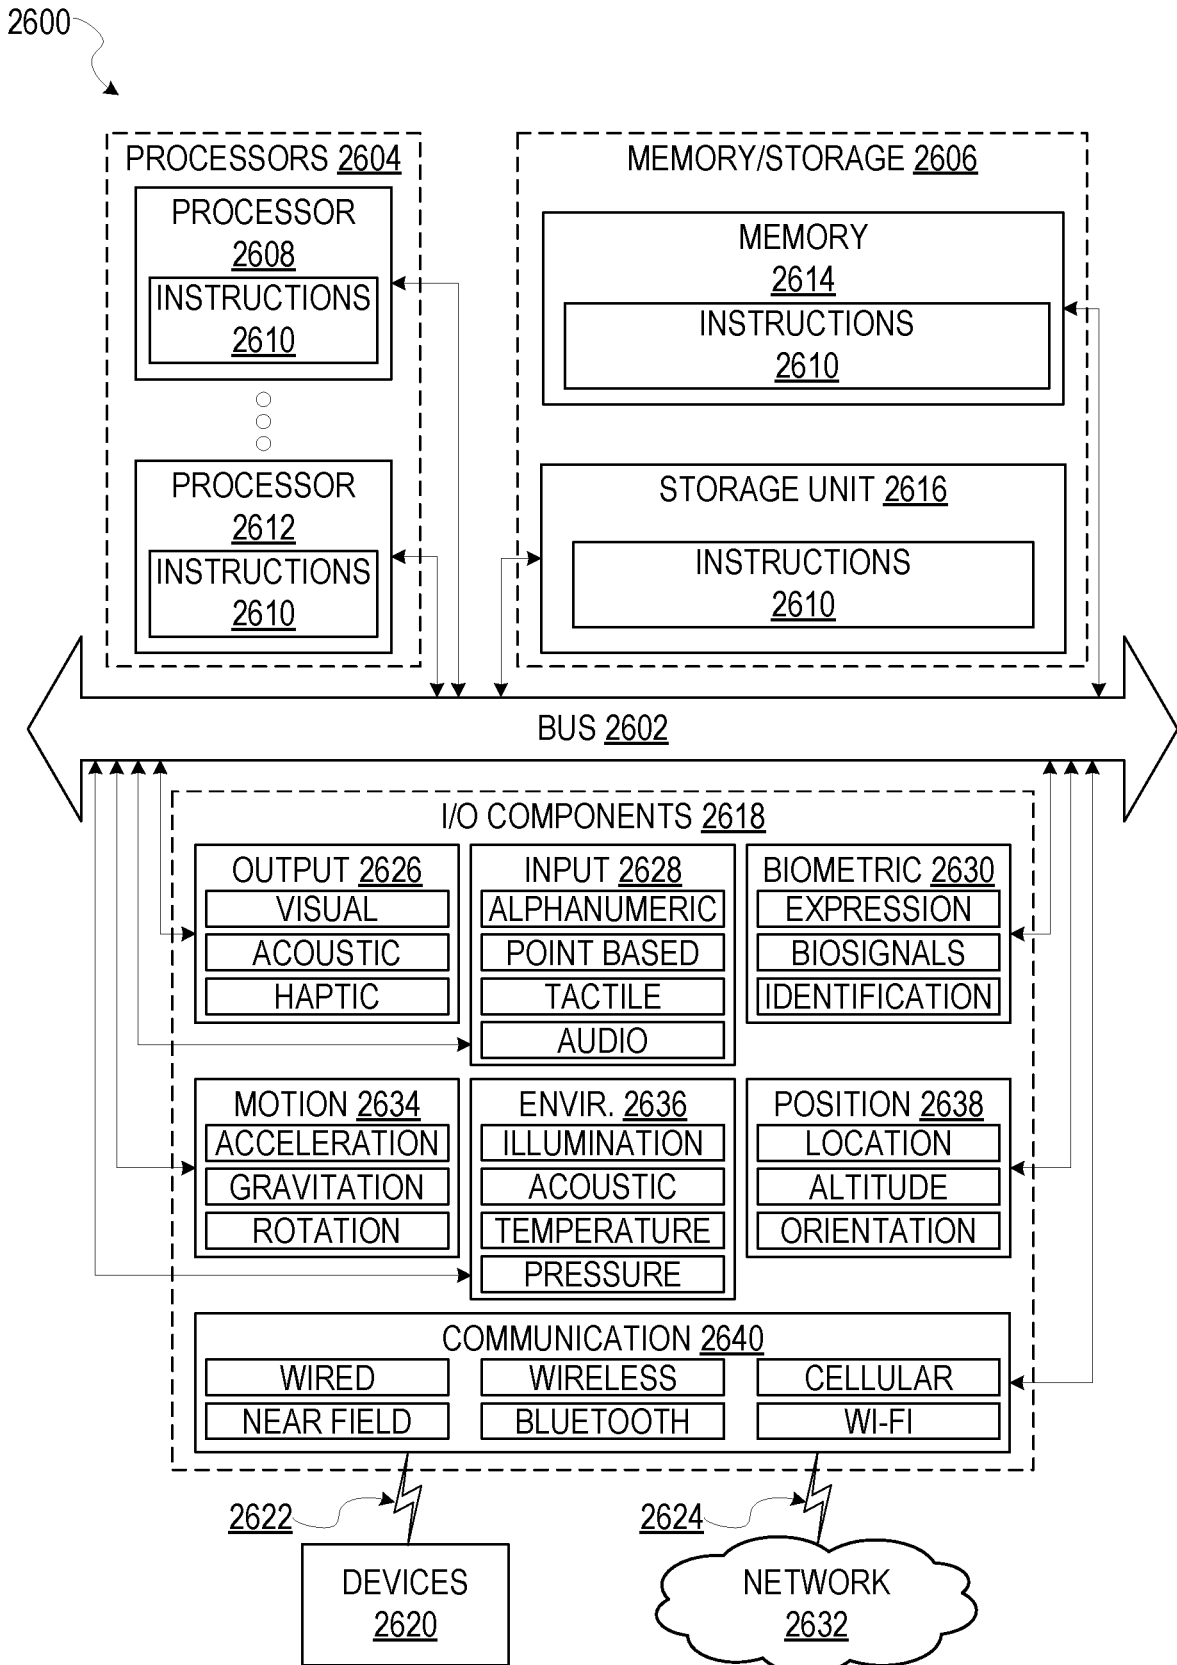 2600
PROCESSORS 2604
PROCESSOR
2608
INSTRUCTIONS
2610
PROCESSOR
2612
INSTRUCTIONS
2610
MEMORY/STORAGE 2606
MEMORY
2614
INSTRUCTIONS
2610
STORAGE UNIT 2616
INSTRUCTIONS
2610
BUS 2602
I/O COMPONENTS 2618
OUTPUT 2626
VISUAL
ACOUSTIC
HAPTIC
INPUT 2628
ALPHANUMERIC
POINT BASED
TACTILE
AUDIO
BIOMETRIC 2630
EXPRESSION
BIOSIGNALS
IDENTIFICATION
MOTION 2634
ACCELERATION
GRAVITATION
ROTATION
ENVIR. 2636
ILLUMINATION
ACOUSTIC
TEMPERATURE
PRESSURE
POSITION 2638
LOCATION
ALTITUDE
ORIENTATION
COMMUNICATION 2640
WIRED
WIRELESS
CELLULAR
NEAR FIELD
BLUETOOTH
WI-FI
2622
2624
DEVICES
2620
NETWORK
2632